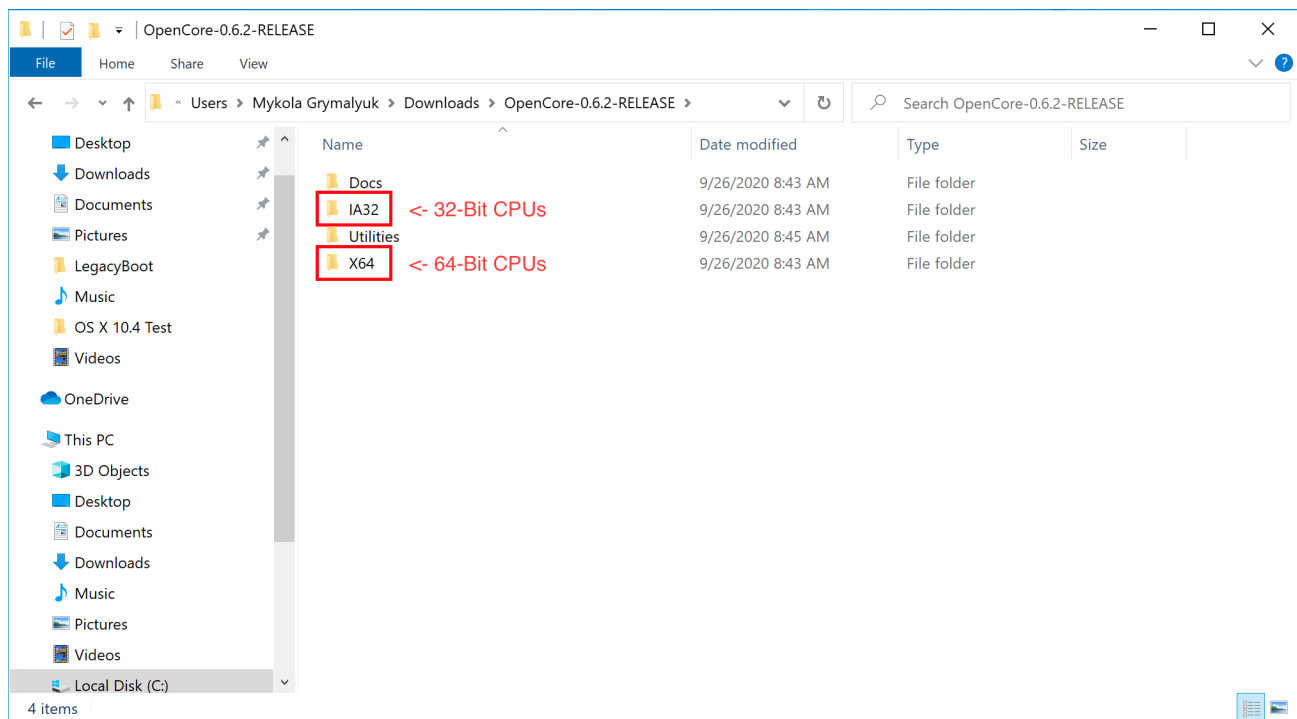 OpenCore-0.6.2-RELEASE
File Home Share View
« Users > Mykola Grymalyuk > Downloads > OpenCore-0.6.2-RELEASE >
Search OpenCore-0.6.2-RELEASE
Desktop
Downloads
Documents
Pictures
LegacyBoot
Music
OS X 10.4 Test
Videos
OneDrive
This PC
3D Objects
Desktop
Documents
Downloads
Music
Pictures
Videos
Local Disk (C:)
Name Date modified Type Size
Docs 9/26/2020 8:43 AM File folder
IA32 <- 32-Bit CPUs 9/26/2020 8:43 AM File folder
Utilities 9/26/2020 8:45 AM File folder
X64 <- 64-Bit CPUs 9/26/2020 8:43 AM File folder
4 items